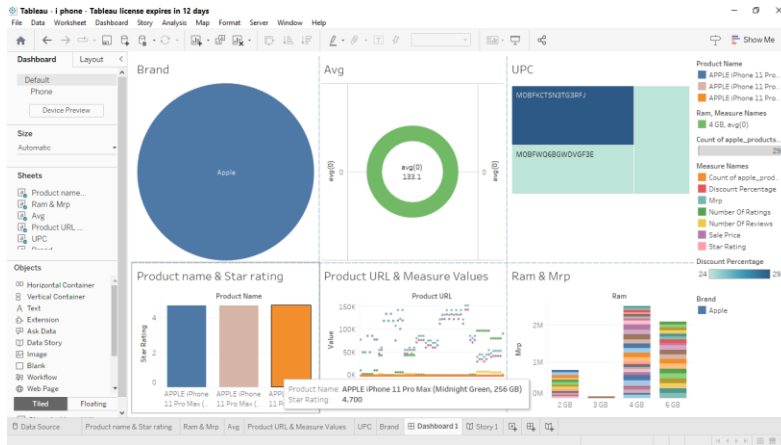 Tableau - i phone - Tableau license expires in 12 days
File Data Worksheet Dashboard Story Analysis Map Format Server Window Help
Show Me
Dashboard Layout
Default
Phone
Device Preview
Size
Automatic
Sheets
Product name...
Ram & Mrp
Avg
Product URL ...
UPC
Objects
Horizontal Container
Vertical Container
A Text
Extension
Ask Data
Data Story
Image
Blank
Workflow
Web Page
Tiled Floating
Brand
Apple
Avg
avg(0)
0
avg(0)
133.1
0
avg(0)
UPC
MOBFKCTSN3TG3RFJ
MOBFWQ6BGWDVGF3E
Product name & Star rating
Product Name
Star Rating
4
2
0
APPLE iPhone
11 Pro Max (..
APPLE iPhone
11 Pro Max (..
Product URL & Measure Values
Product URL
Value
150K
100K
50K
0K
Product Name: APPLE iPhone 11 Pro Max (Midnight Green, 256 GB)
Star Rating: 4.700
Ram & Mrp
Ram
Mrp
2M
1M
0M
2 GB 3 GB 4 GB 6 GB
Product Name
APPLE iPhone 11 Pro..
APPLE iPhone 11 Pro..
APPLE iPhone 11 Pro..
Ram, Measure Names
4 GB, avg(0)
Count of apple_products...
29
Measure Names
Count of apple_prod..
Discount Percentage
Mrp
Number Of Ratings
Number Of Reviews
Sale Price
Star Rating
Discount Percentage
24 29
Brand
Apple
Data Source Product name & Star rating Ram & Mrp Avg Product URL & Measure Values UPC Brand Dashboard 1 Story 1